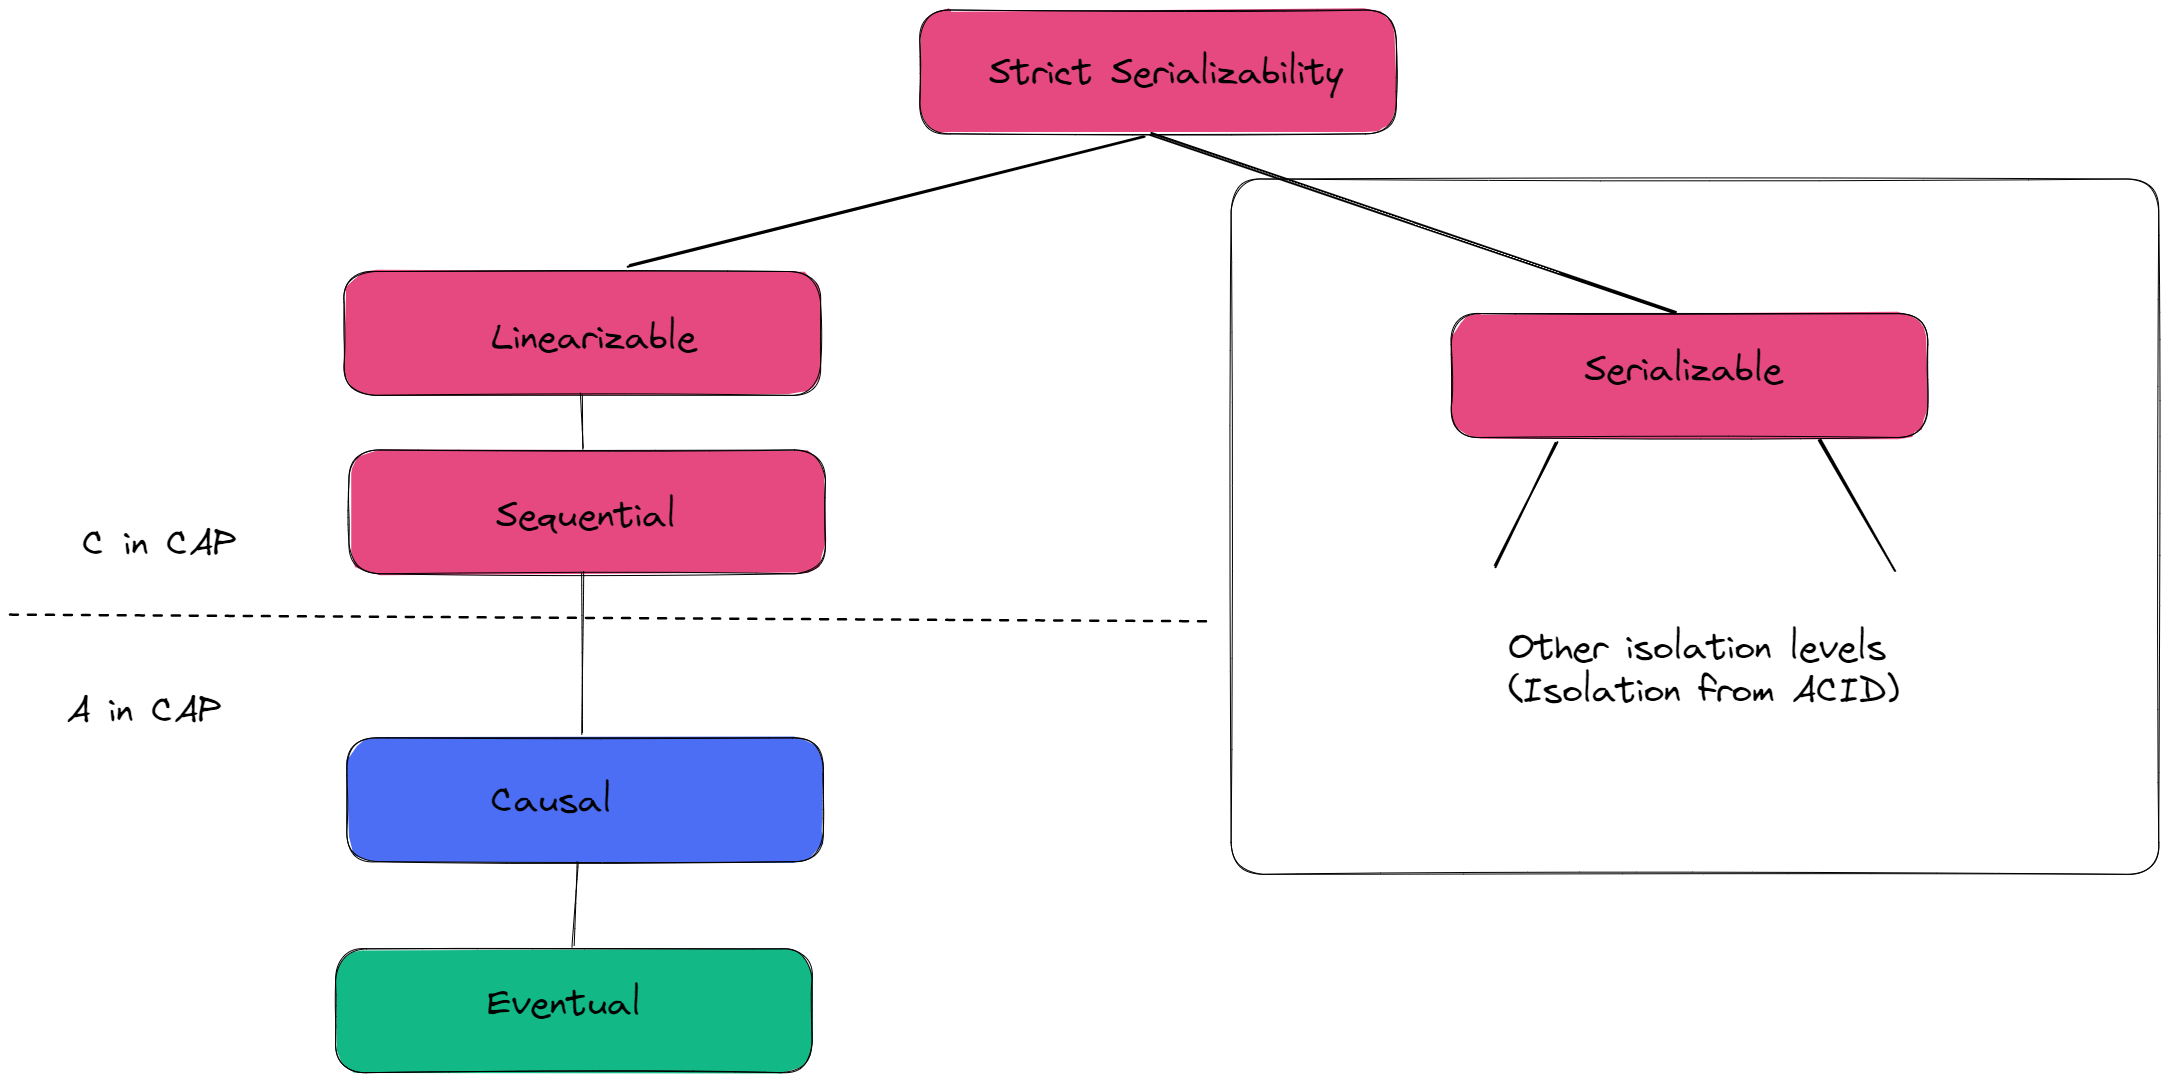 Strict Serializability
Linearizable
Serializable
Sequential
C in CAP
Other isolation levels
(Isolation from ACID)
A in CAP
Causal
Eventual